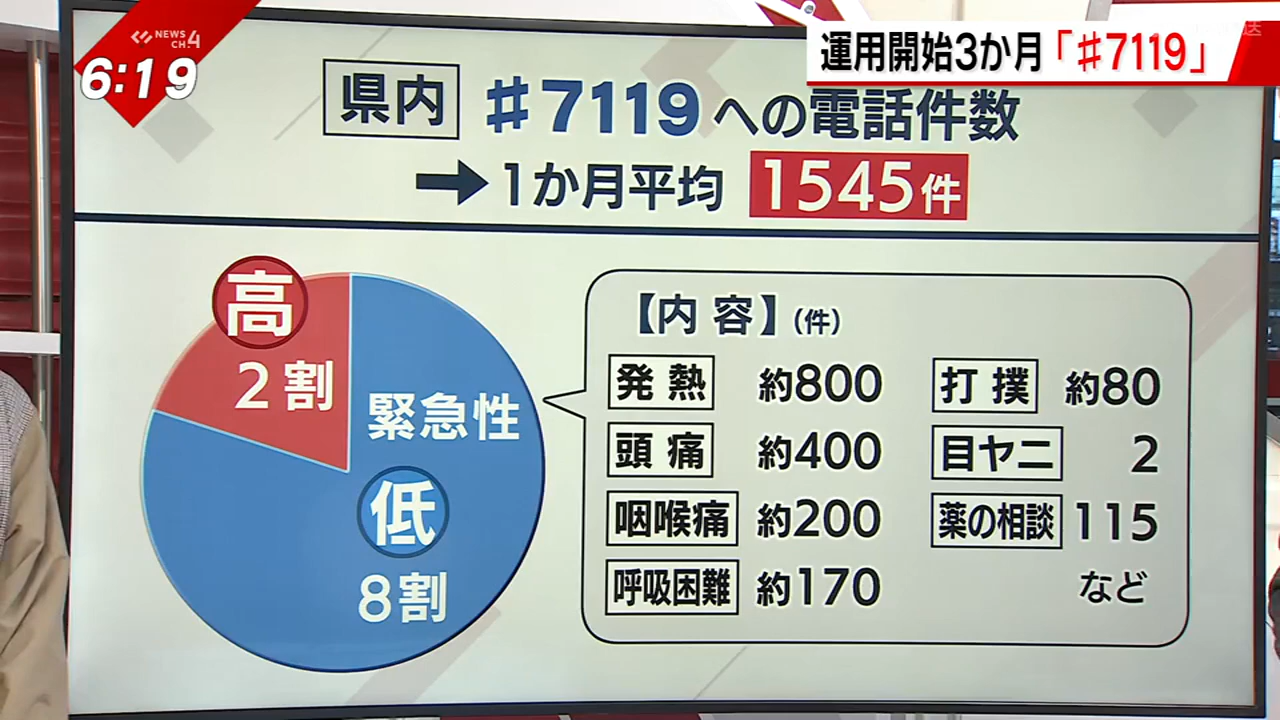 NEWS
CH.4
6:19
運用開始3か月「♯7119」
県内 ♯7119への電話件数
➡1か月平均 1545件
高
2割
緊急性
低
8割
【内容】(件)
発熱 約800
頭痛 約400
咽喉痛 約200
呼吸困難 約170
打撲 約80
目ヤニ 2
薬の相談 115
など